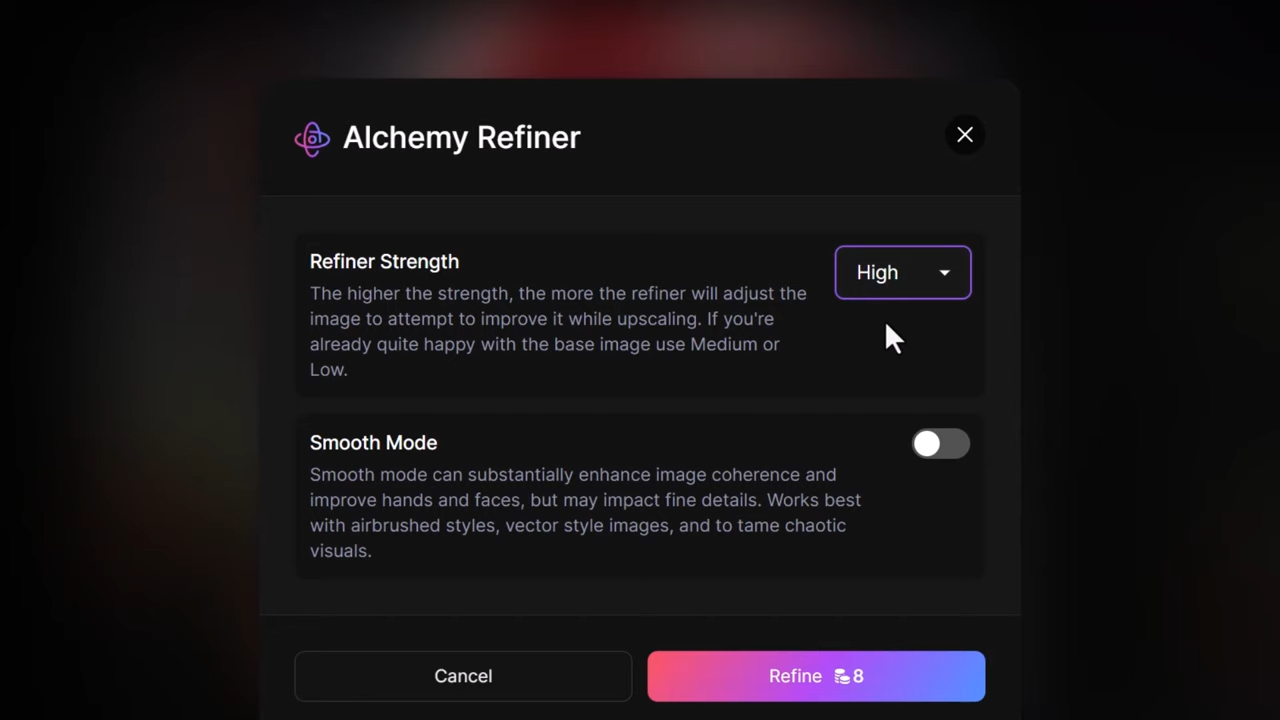 Alchemy Refiner
Refiner Strength
High
The higher the strength, the more the refiner will adjust the
image to attempt to improve it while upscaling. If you're
already quite happy with the base image use Medium or
Low.
Smooth Mode
Smooth mode can substantially enhance image coherence and
improve hands and faces, but may impact fine details. Works best
with airbrushed styles, vector style images, and to tame chaotic
visuals.
Cancel
Refine 8